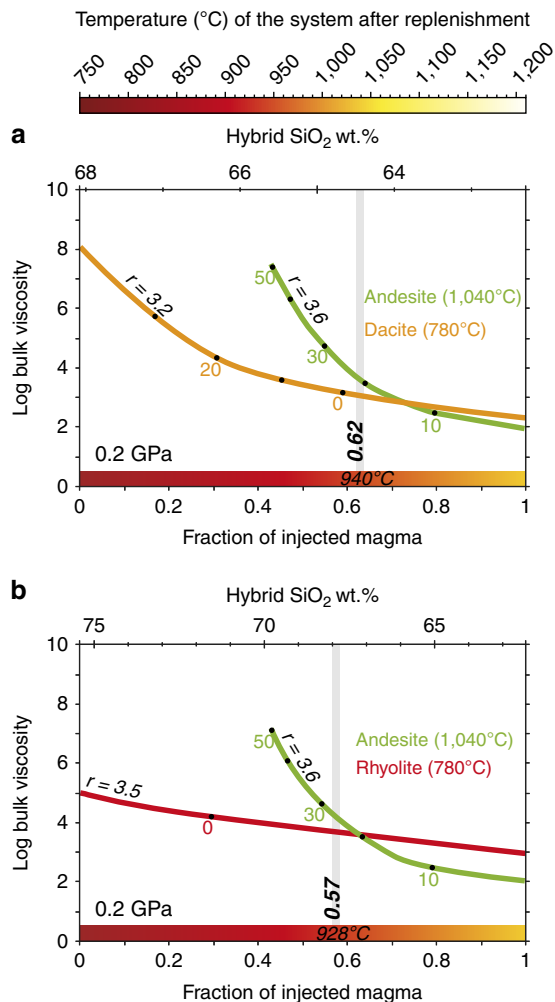 Temperature (°C) of the system after replenishment
750 800 850 900 950 1,000 1,050 1,100 1,150 1,200
a
Hybrid SiO2 wt.%
68 66 64
10
8
6
4
2
0
Log bulk viscosity
r = 3.2
r = 3.6
50
30
10
20
0
Andesite (1,040°C)
Dacite (780°C)
0.62
0.2 GPa
940°C
0 0.2 0.4 0.6 0.8 1
Fraction of injected magma
b
Hybrid SiO2 wt.%
75 70 65
10
8
6
4
2
0
Log bulk viscosity
r = 3.5
r = 3.6
50
30
10
0
Andesite (1,040°C)
Rhyolite (780°C)
0.57
0.2 GPa
928°C
0 0.2 0.4 0.6 0.8 1
Fraction of injected magma